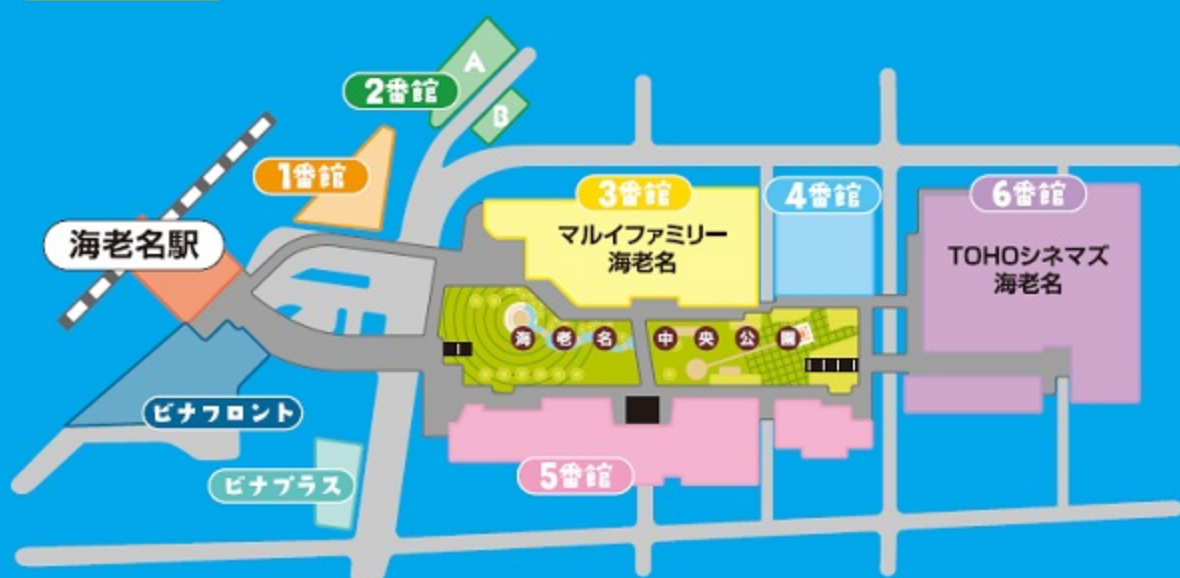 A
2番館
B
1番館
3番館
4番館
6番館
マルイファミリー
海老名
海老名駅
TOHOシネマズ
海老名
海老名中央公園
ビナフロント
5番館
ビナプラス